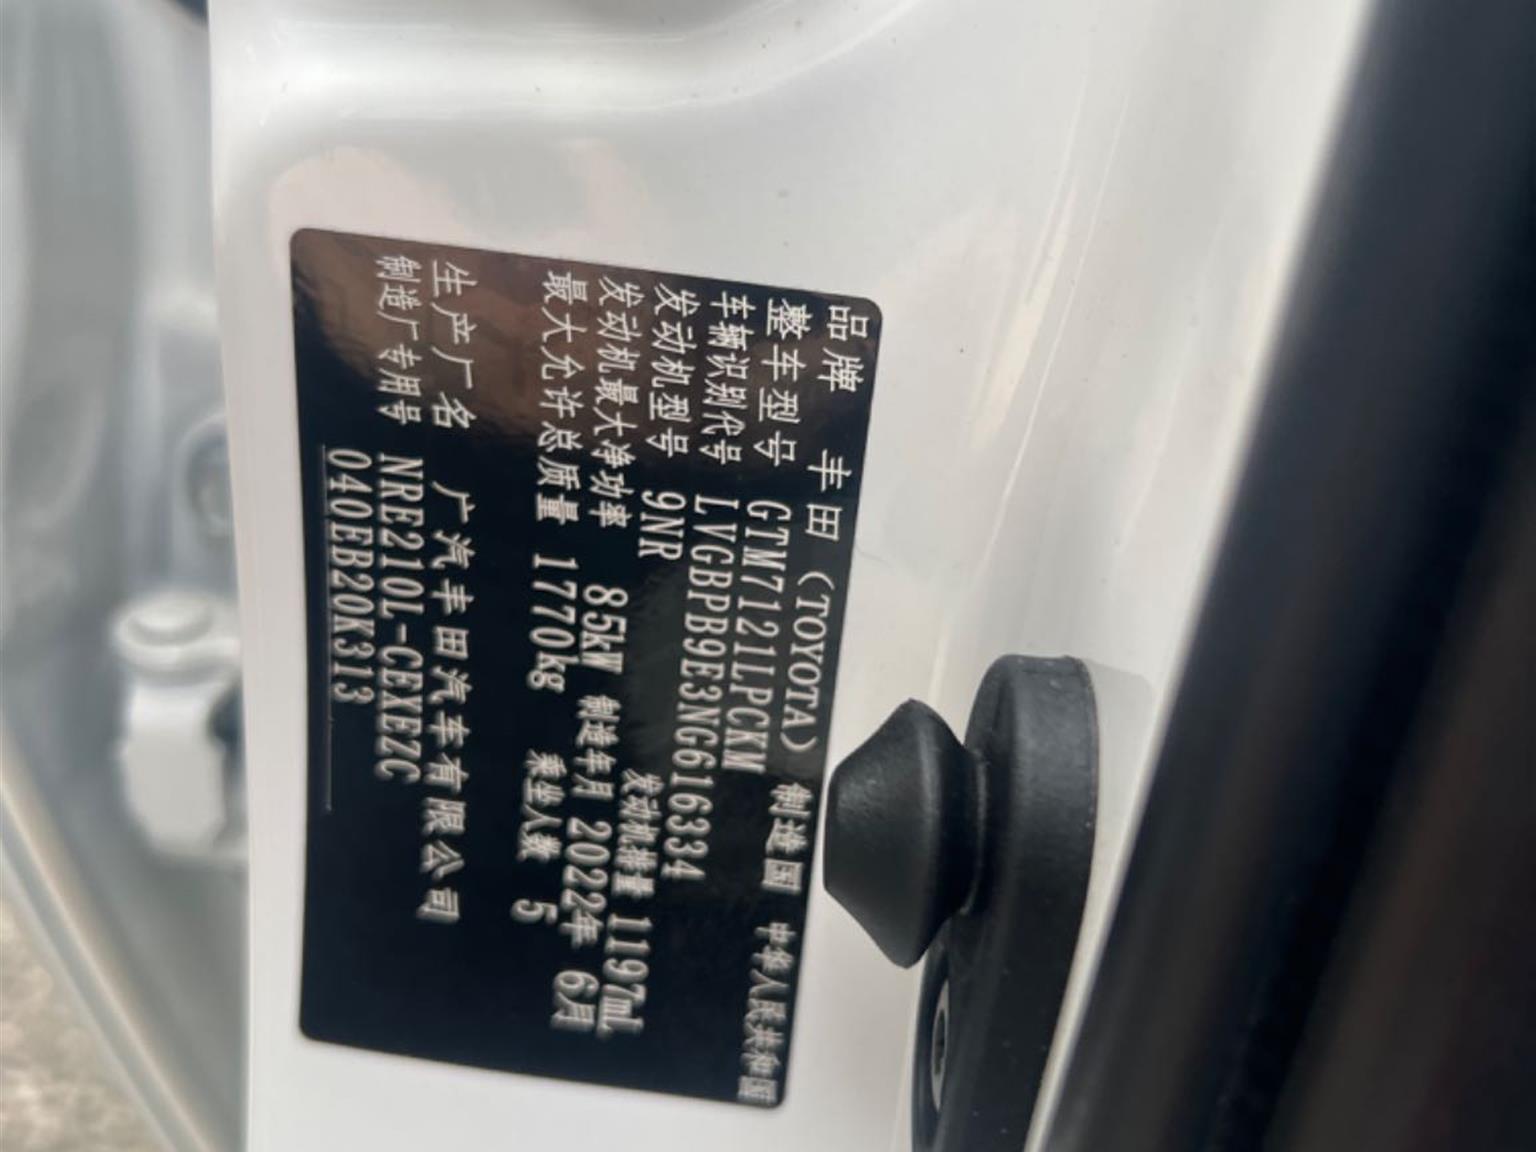 品牌 丰田(TOYOTA) 制造国 中华人民共和国
整车型号 GTM7121LPCKM
车辆识别代号 LVGBPB9E3NG616334
发动机型号 9NR 发动机排量 1197mL
发动机最大净功率 85kW 制造年月 2022年 6月
最大允许总质量 1770kg 乘坐人数 5
生产厂名 广汽丰田汽车有限公司
制造厂专用号 NRE210L-CEXEZC
040EB20K313